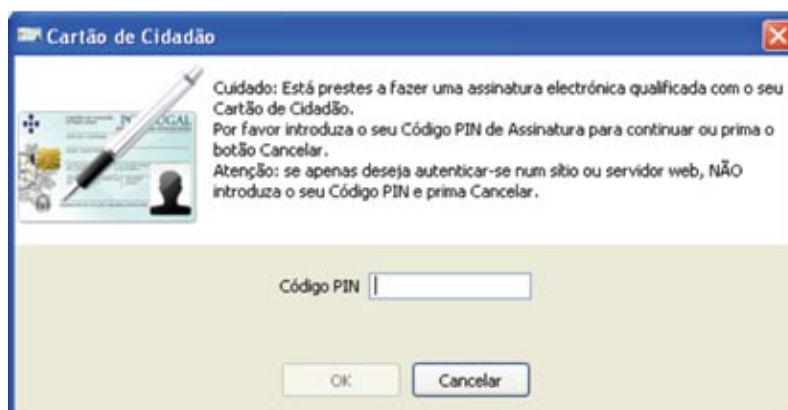 Cartão de Cidadão
Cuidado: Está prestes a fazer uma assinatura electrónica qualificada com o seu
Cartão de Cidadão.
Por favor introduza o seu Código PIN de Assinatura para continuar ou prima o
botão Cancelar.
Atenção: se apenas deseja autenticar-se num sítio ou servidor web, NÃO
introduza o seu Código PIN e prima Cancelar.
Código PIN
OK
Cancelar